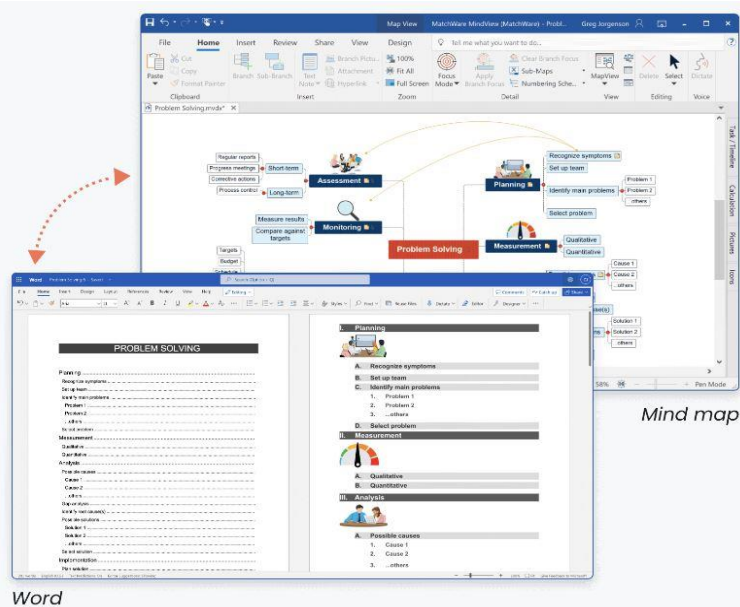 Map View MatchWare MindView (MatchWare) - Probl... Greg Jorgenson
File Home Insert Review Share View Design Tell me what you want to do...
Paste Cut Copy Format Painter
Clipboard
Branch Sub-Branch Text Note Branch Pictu... Attachment Hyper-link
Insert
100% Fit All Full Screen
Zoom
Focus Mode Apply Branch Focus Clear Branch Focus Sub-Maps Numbering Sche...
Detail
MapView
View
Delete Select
Editing
Dictate
Voice
Problem Solving.mvdx*
Task / Timeline
Calculation
Pictures
Icons
Regular reports
Progress meetings
Corrective actions
Process control
Short-term
Long-term
Assessment
Measure results
Compare against targets
Monitoring
Targets
Budget
Schedule
Problem Solving
Planning
Recognize symptoms
Set up team
Identify main problems
Problem 1
Problem 2
...others
Select problem
Measurement
Qualitative
Quantitative
Cause 1
Cause 2
...others
Solution 1
Solution 2
...others
58%
Pen Mode
Mind map
Word
File Home Insert Design Layout References Review View Help Editing
Comments Catch up Share
Styles Find Reuse Files Dictate Editor Designer
PROBLEM SOLVING
Planning
Recognize symptoms
Set up team
Identify main problems
Problem 1
Problem 2
...others
Select problem
Measurement
Qualitative
Quantitative
Analysis
Possible causes
Cause 1
Cause 2
...others
Gap analysis
Identify root cause(s)
Possible solutions
Solution 1
Solution 2
...others
Select solution
Implementation
Plan solution
I. Planning
A. Recognize symptoms
B. Set up team
C. Identify main problems
1. Problem 1
2. Problem 2
3. ...others
D. Select problem
II. Measurement
A. Qualitative
B. Quantitative
III. Analysis
A. Possible causes
1. Cause 1
2. Cause 2
3. ...others
Word